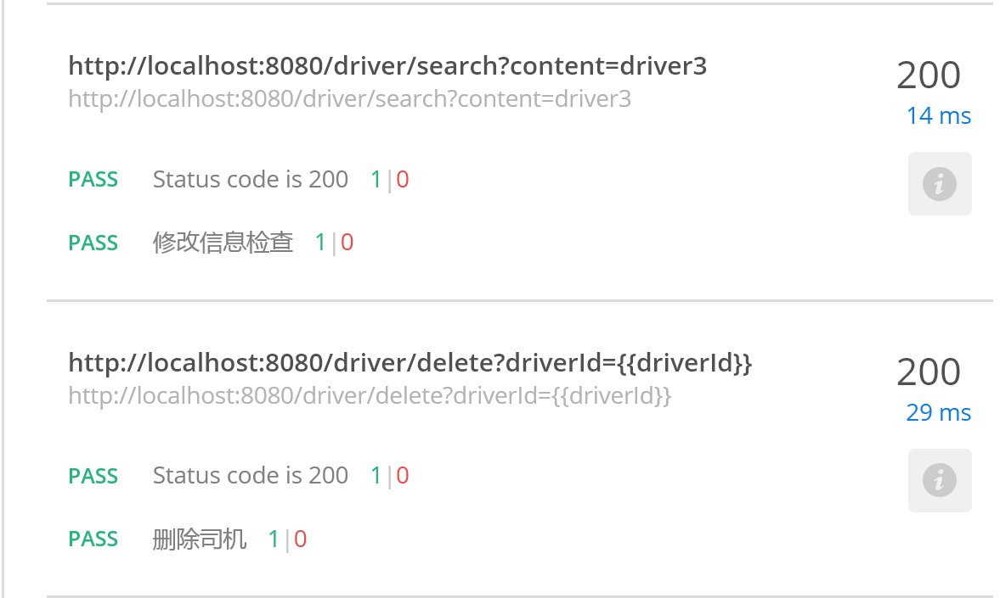 http://localhost:8080/driver/search?content=driver3
200
http://localhost:8080/driver/search?content=driver3
14 ms
PASS Status code is 200 1|0
PASS 修改信息检查 1|0
http://localhost:8080/driver/delete?driverId={{driverId}}
200
http://localhost:8080/driver/delete?driverId={{driverId}}
29 ms
PASS Status code is 200 1|0
PASS 删除司机 1|0